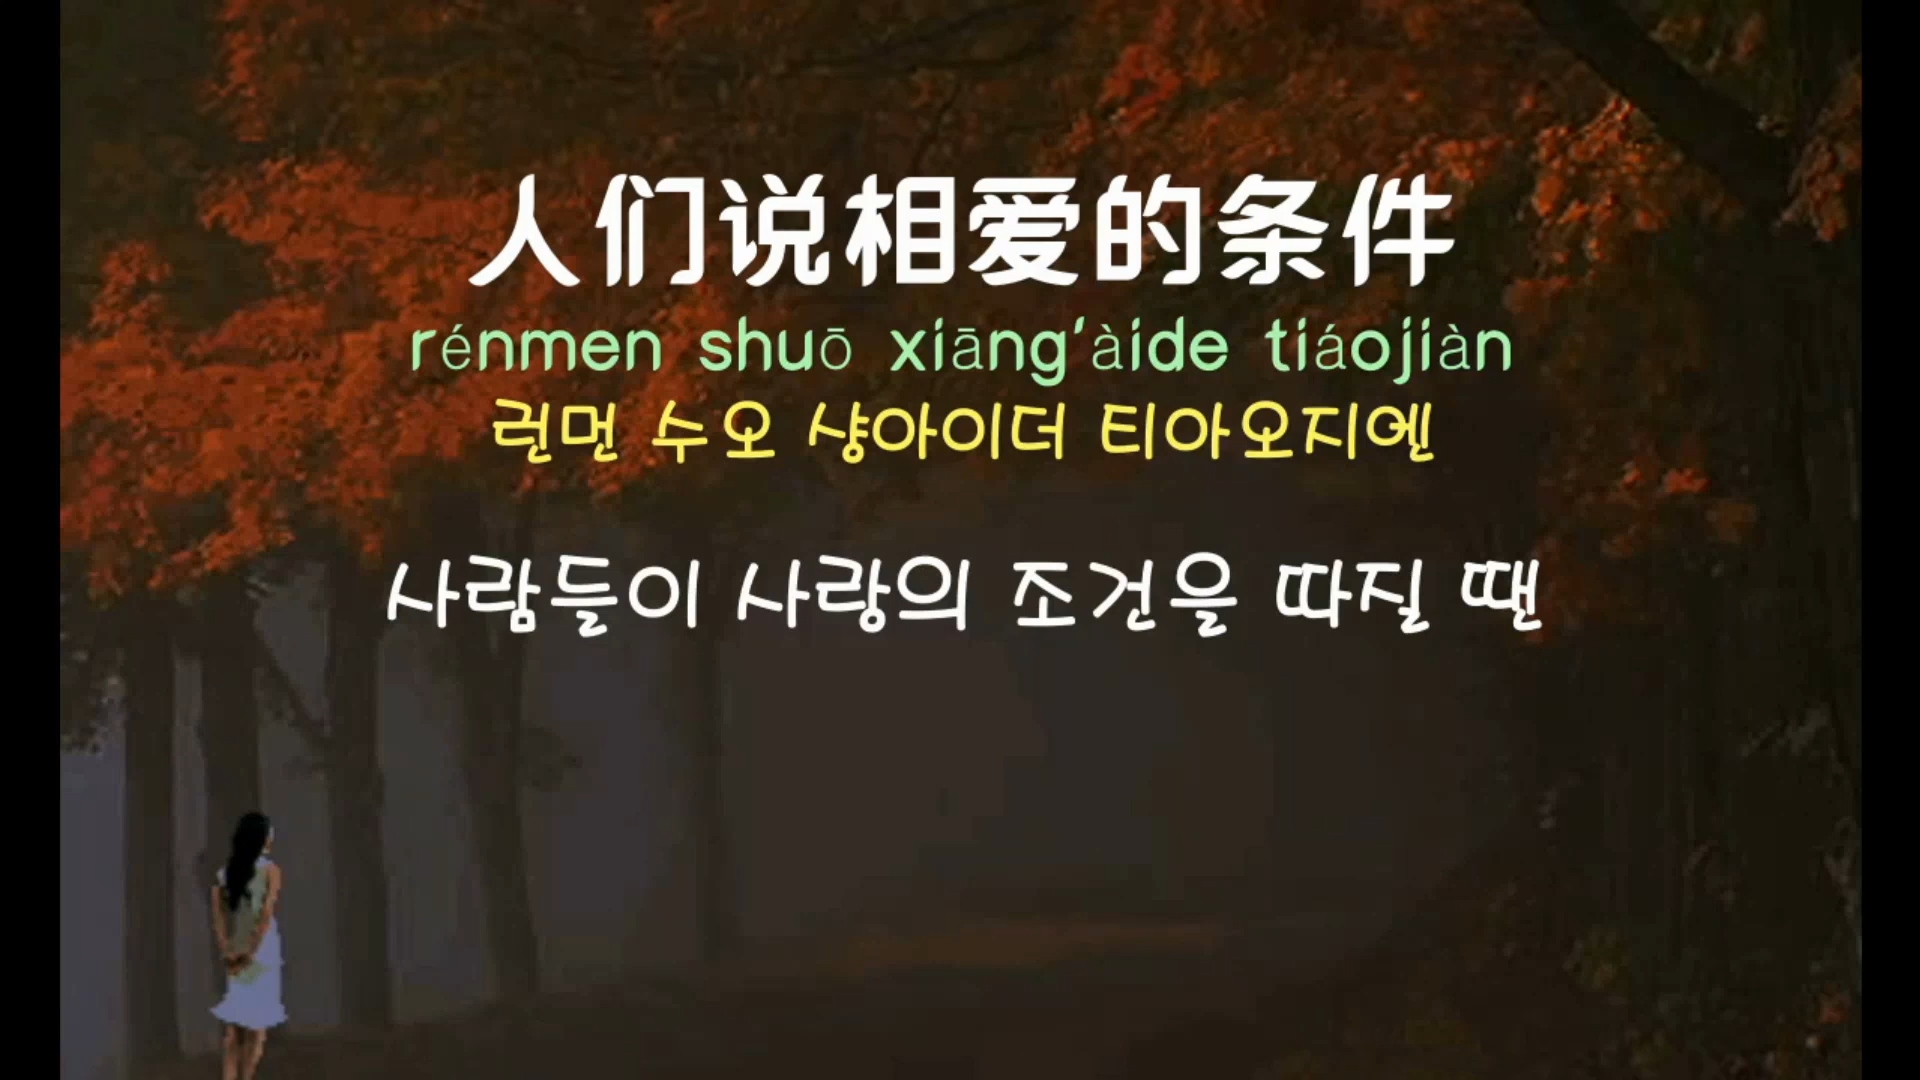 人们说相爱的条件
rénmen shuō xiāng'àide tiáojiàn
런먼 수오 샹아이더 티아오지엔
사람들이 사랑의 조건을 따질 땐